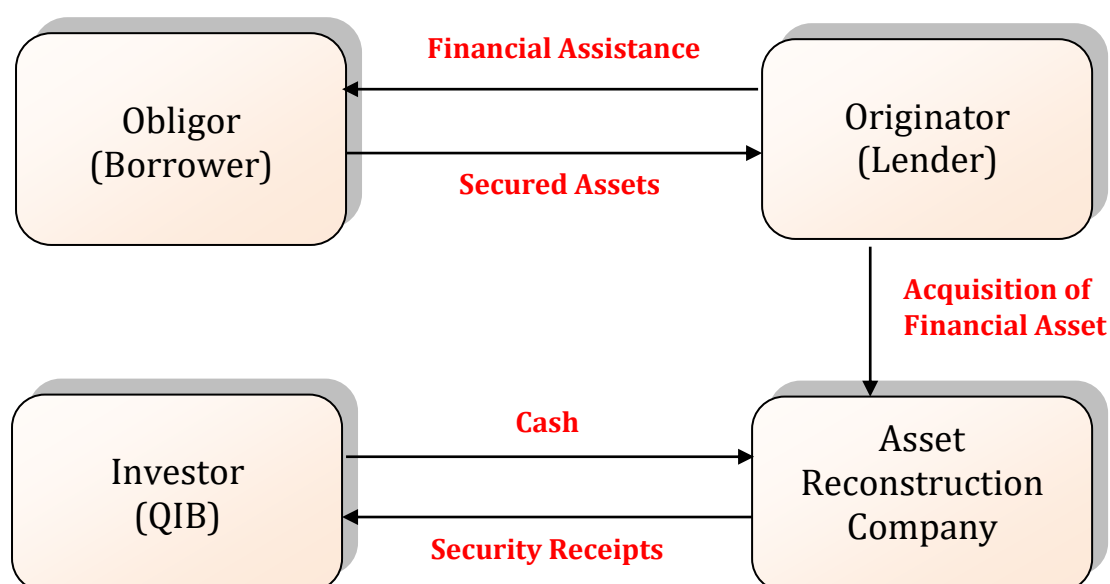 Financial Assistance
Obligor
(Borrower)
Originator
(Lender)
Secured Assets
Acquisition of
Financial Asset
Cash
Investor
(QIB)
Asset
Reconstruction
Company
Security Receipts